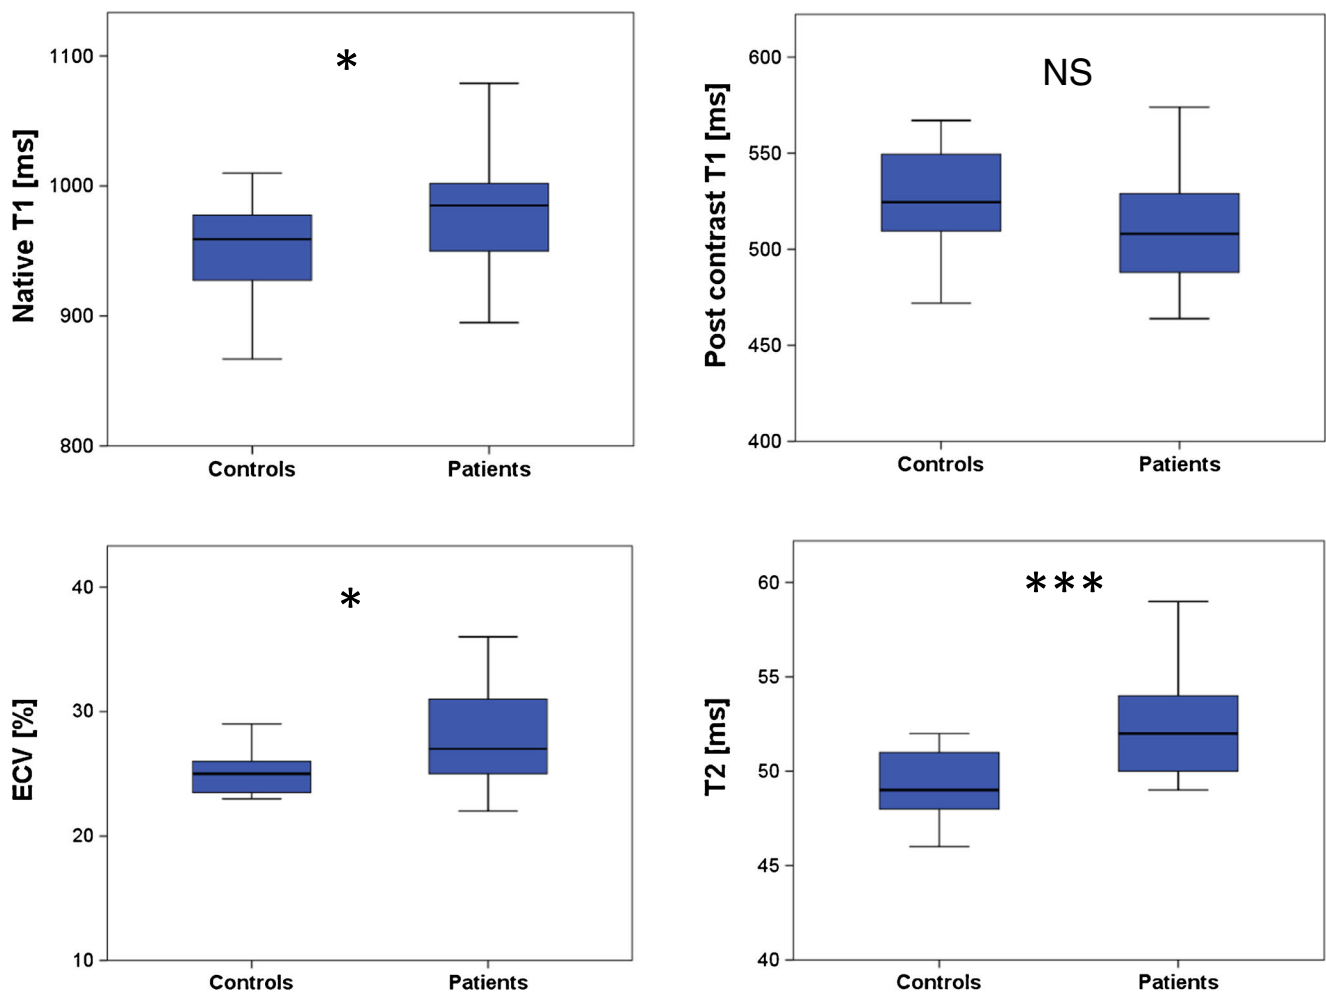 Native T1 [ms]
1100
1000
900
800
*
Controls
Patients
Post contrast T1 [ms]
600
550
500
450
400
NS
Controls
Patients
ECV [%]
40
30
20
10
*
Controls
Patients
T2 [ms]
60
55
50
45
40
***
Controls
Patients